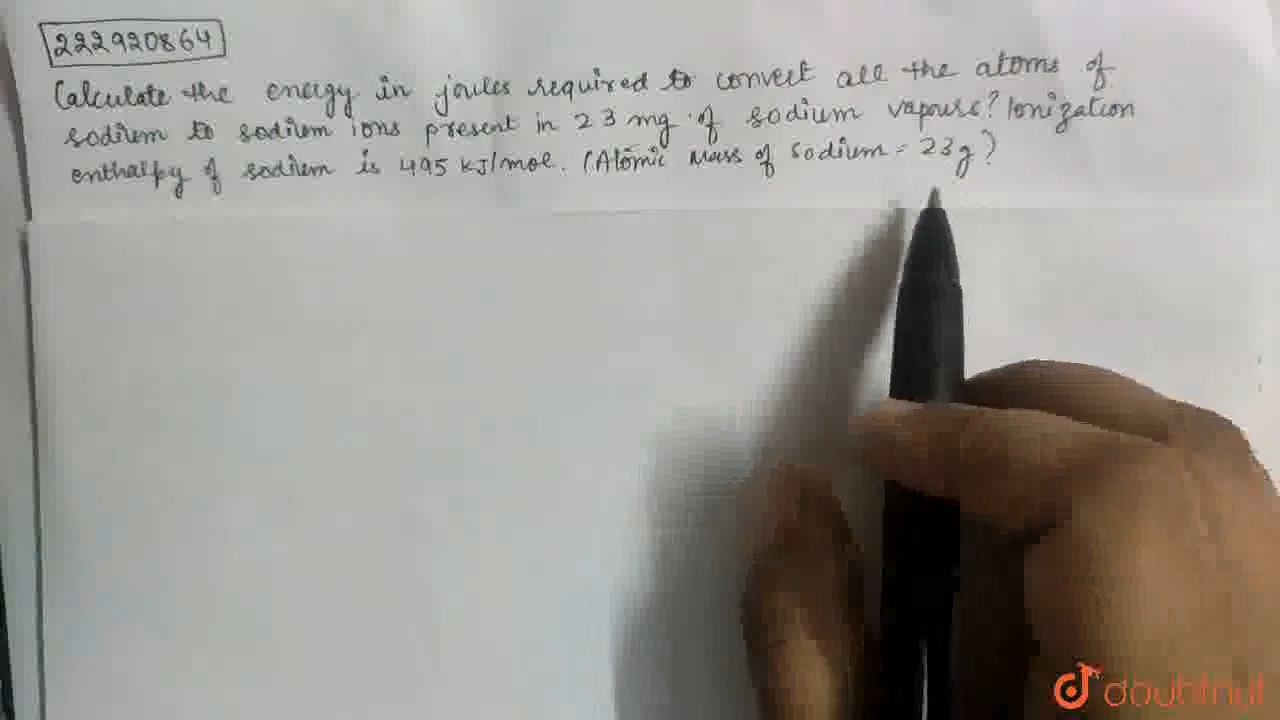 222920864
Calculate the energy in joules required to convert all the atoms of
sodium to sodium ions present in 23 mg of sodium vapours? Ionization
enthalpy of sodium is 495 KJ/mol. (Atomic Mass of Sodium = 23g)
doubtnut